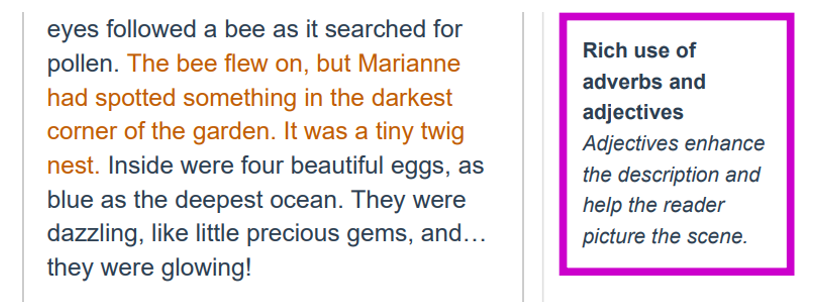 eyes followed a bee as it searched for
pollen. The bee flew on, but Marianne
had spotted something in the darkest
corner of the garden. It was a tiny twig
nest. Inside were four beautiful eggs, as
blue as the deepest ocean. They were
dazzling, like little precious gems, and…
they were glowing!
Rich use of
adverbs and
adjectives
Adjectives enhance
the description and
help the reader
picture the scene.